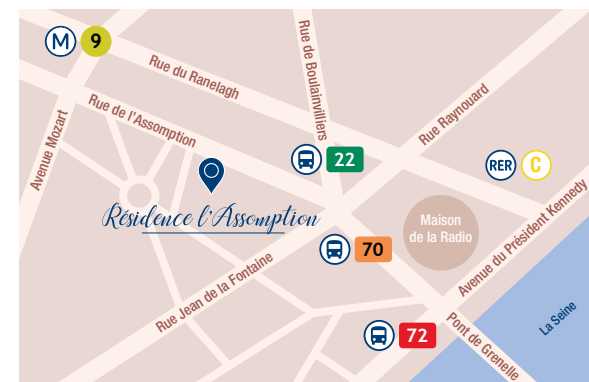 M 9
Rue du Ranelagh
Rue de Boulainvilliers
Rue Raynouard
Avenue Mozart
Rue de l'Assomption
22
RER C
Résidence l'Assomption
Maison
de la Radio
70
Avenue du Président Kennedy
Rue Jean de la Fontaine
La Seine
72
Pont de Grenelle